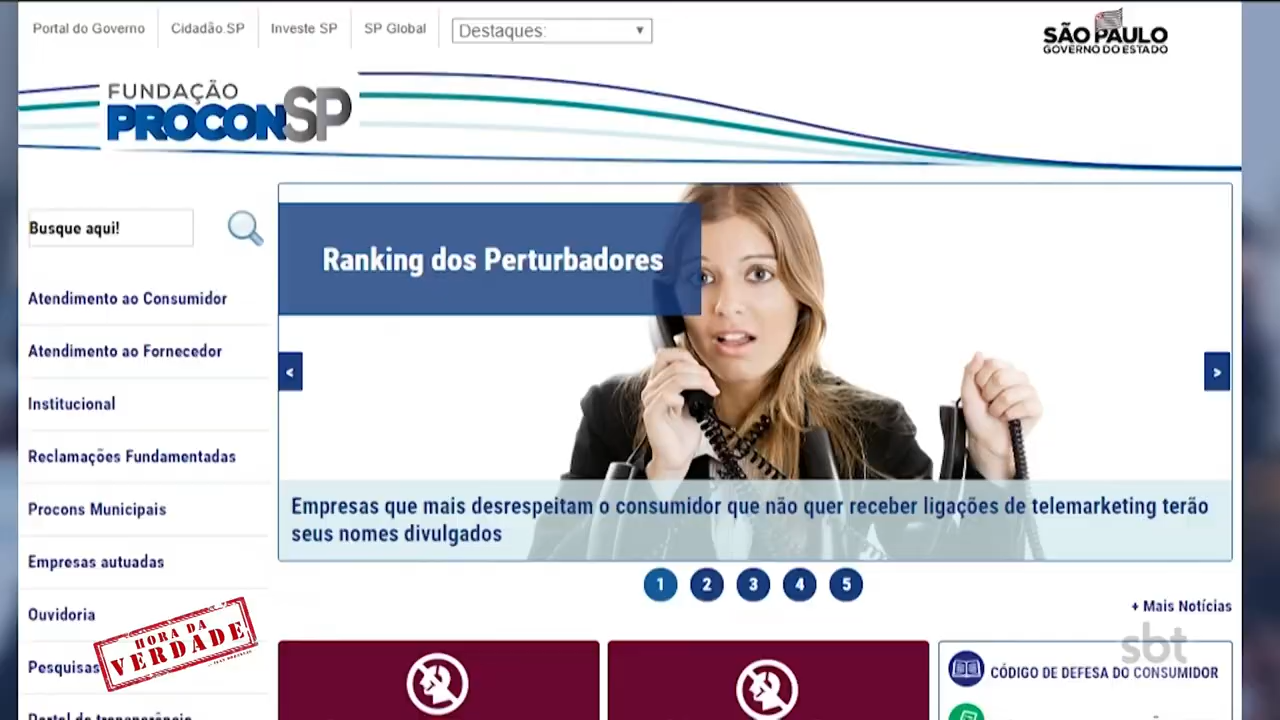 Portal do Governo
Cidadão.SP
Investe SP
SP Global
Destaques:
SÃO PAULO
GOVERNO DO ESTADO
FUNDAÇÃO
PROCONSP
Busque aqui!
Ranking dos Perturbadores
Atendimento ao Consumidor
Atendimento ao Fornecedor
Institucional
<
>
Reclamações Fundamentadas
Procons Municipais
Empresas que mais desrespeitam o consumidor que não quer receber ligações de telemarketing terão
seus nomes divulgados
Empresas autuadas
1 2 3 4 5
+ Mais Notícias
Ouvidoria
HORA DA
VERDADE
Pesquisas
sbt
CÓDIGO DE DEFESA DO CONSUMIDOR
Portal da transparência